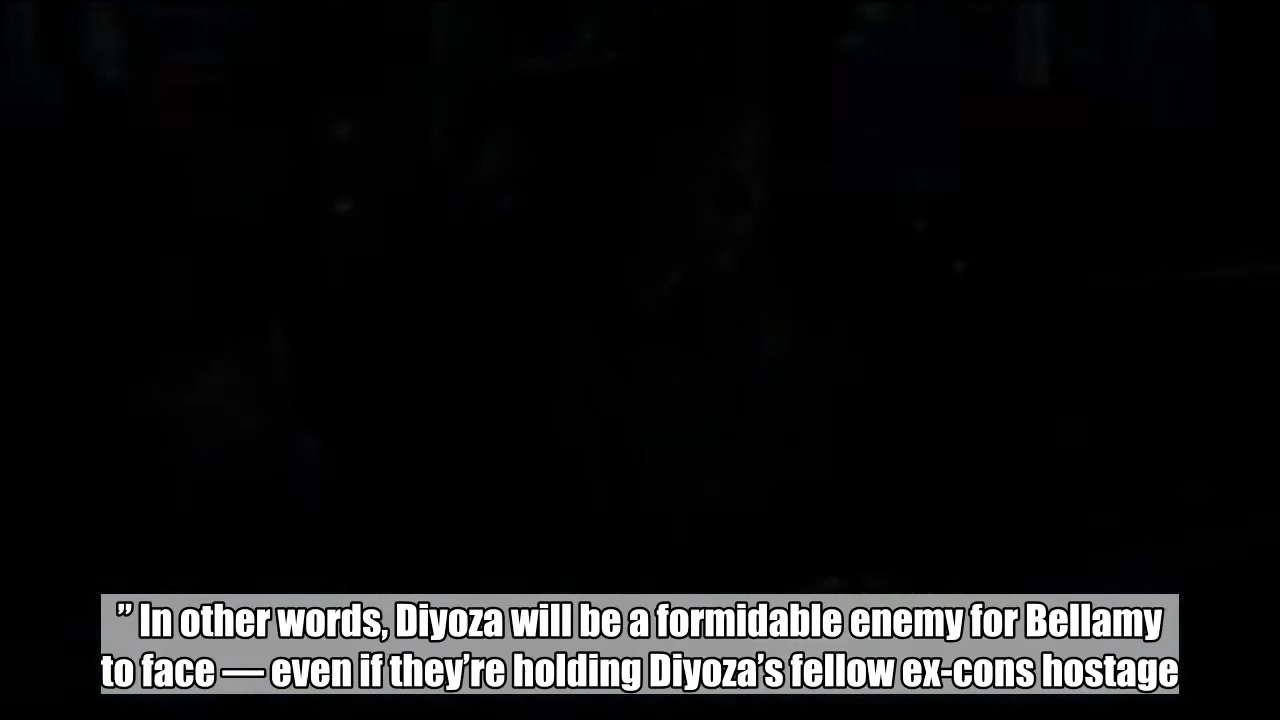 ” In other words, Diyoza will be a formidable enemy for Bellamy
to face — even if they’re holding Diyoza’s fellow ex-cons hostage